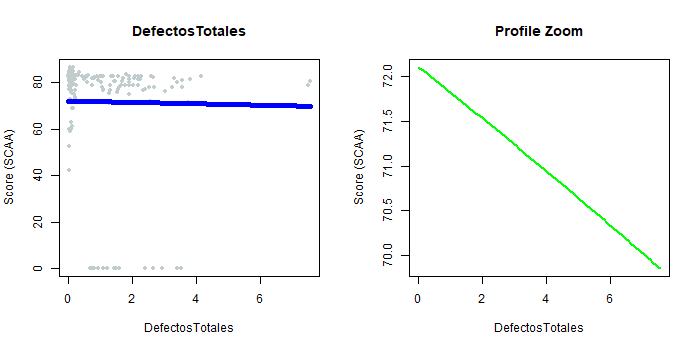 DefectosTotales
Score (SCAA)
80
60
40
20
0
0 2 4 6
DefectosTotales
Profile Zoom
Score (SCAA)
72.0
71.5
71.0
70.5
70.0
0 2 4 6
DefectosTotales